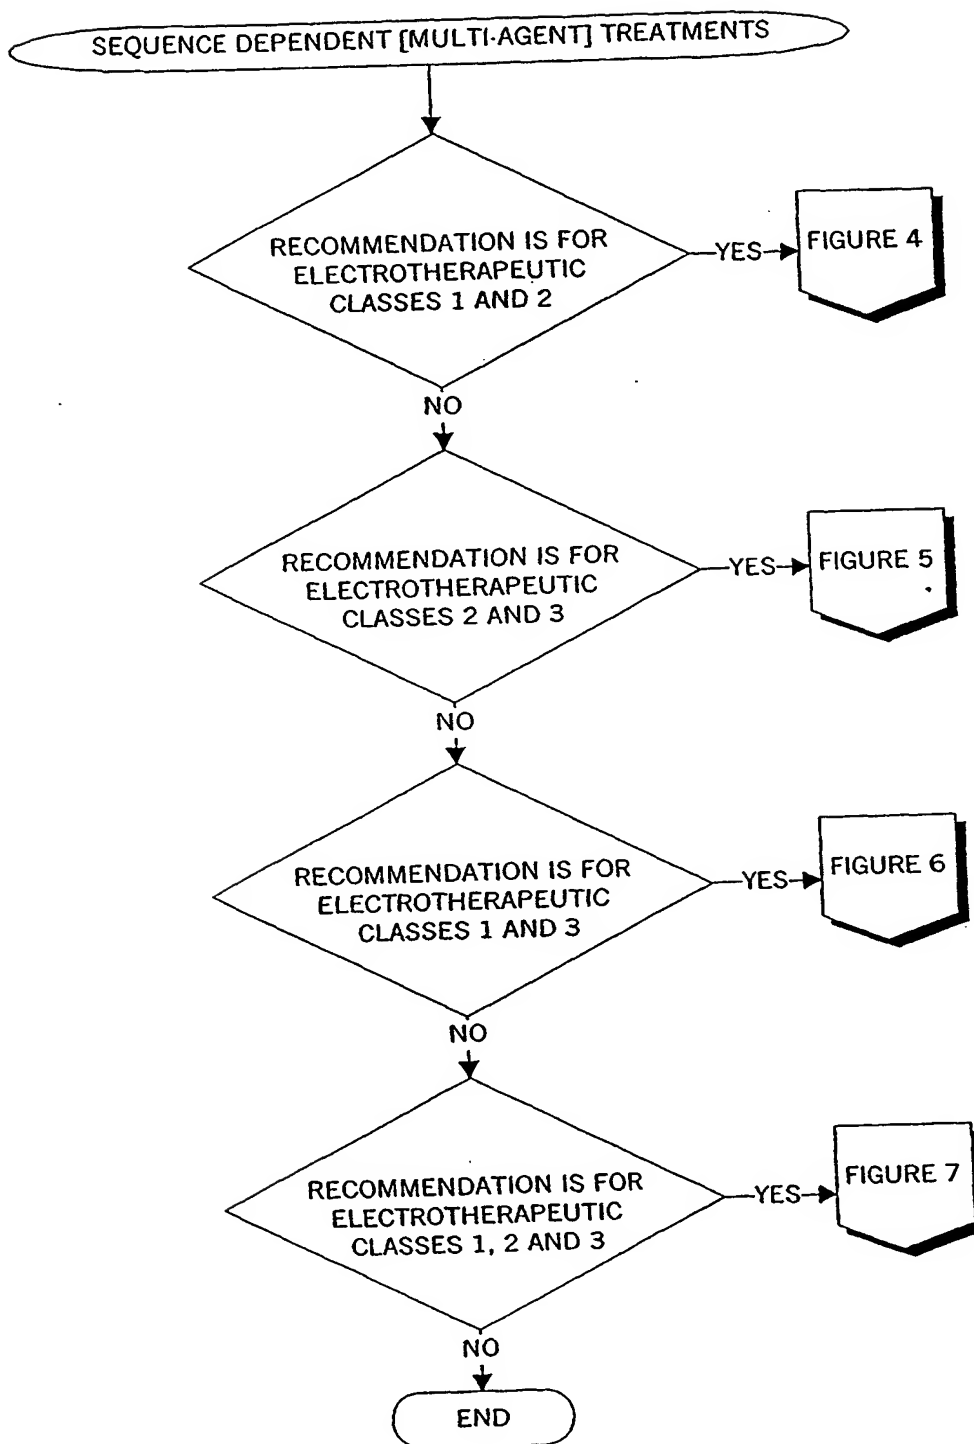 SEQUENCE DEPENDENT [MULTI-AGENT] TREATMENTS
RECOMMENDATION IS FOR
ELECTROTHERAPEUTIC
CLASSES 1 AND 2
YES
FIGURE 4
NO
RECOMMENDATION IS FOR
ELECTROTHERAPEUTIC
CLASSES 2 AND 3
YES
FIGURE 5
NO
RECOMMENDATION IS FOR
ELECTROTHERAPEUTIC
CLASSES 1 AND 3
YES
FIGURE 6
NO
RECOMMENDATION IS FOR
ELECTROTHERAPEUTIC
CLASSES 1, 2 AND 3
YES
FIGURE 7
NO
END